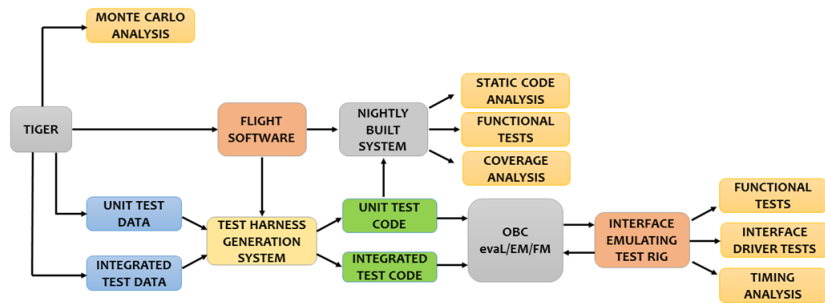 MONTE CARLO
ANALYSIS
TIGER
FLIGHT
SOFTWARE
NIGHTLY
BUILT
SYSTEM
STATIC CODE
ANALYSIS
FUNCTIONAL
TESTS
COVERAGE
ANALYSIS
UNIT TEST
DATA
INTEGRATED
TEST DATA
TEST HARNESS
GENERATION
SYSTEM
UNIT TEST
CODE
INTEGRATED
TEST CODE
OBC
evaL/EM/FM
INTERFACE
EMULATING
TEST RIG
FUNCTIONAL
TESTS
INTERFACE
DRIVER TESTS
TIMING
ANALYSIS